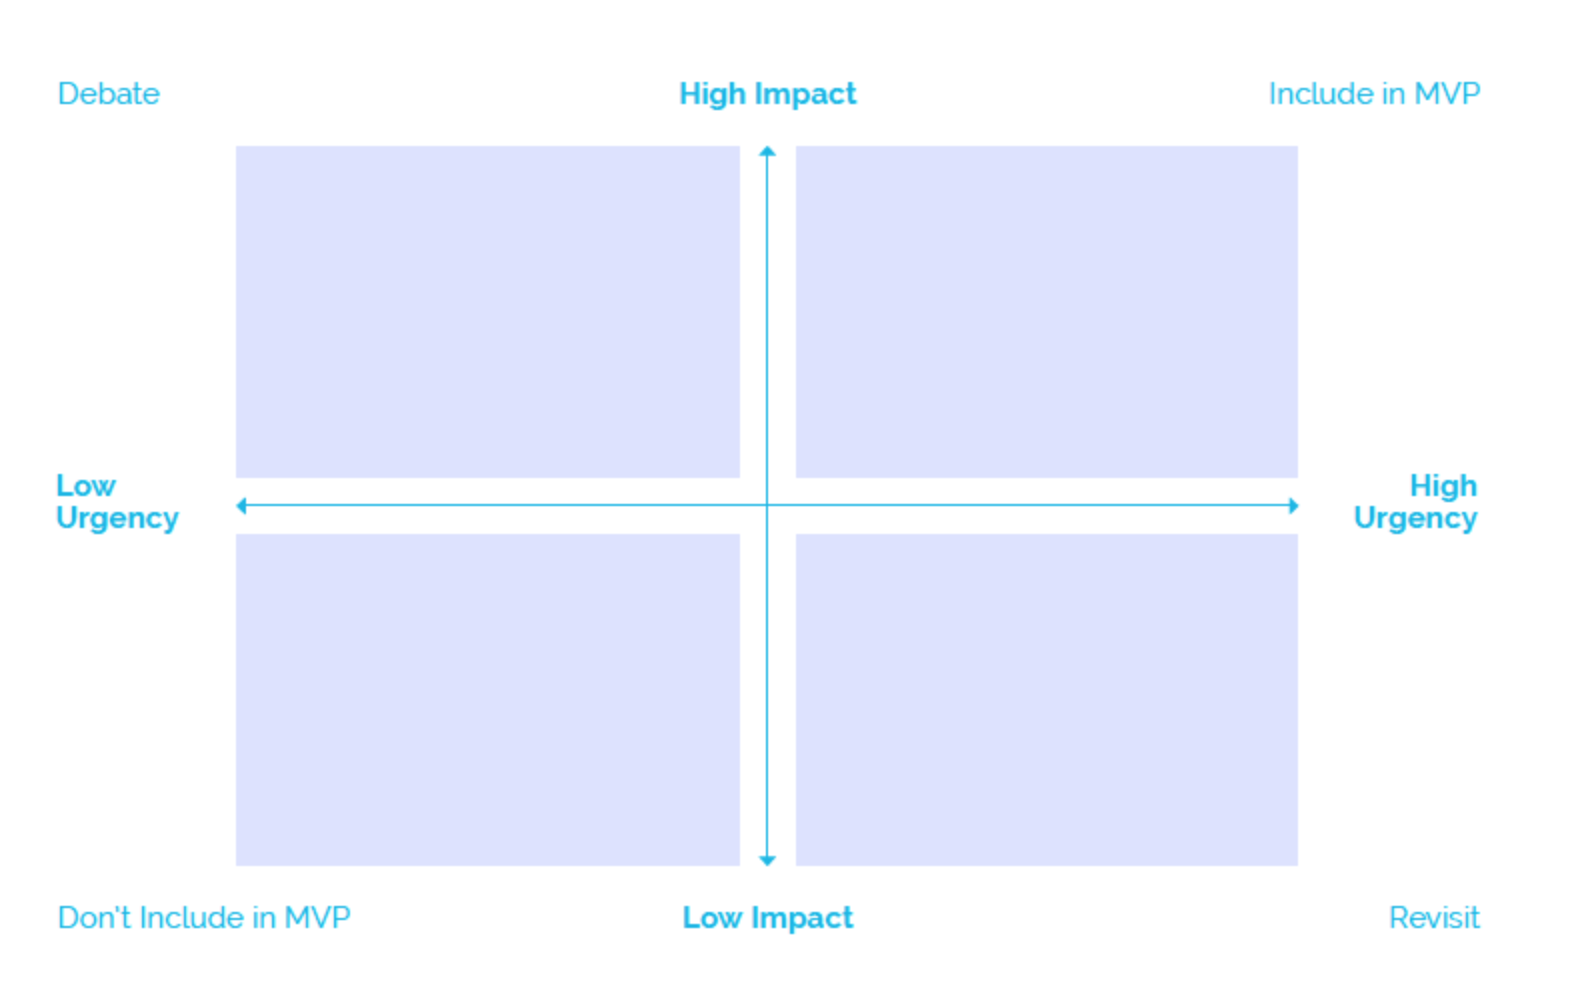 Debate
High Impact
Include in MVP
Low
Urgency
High
Urgency
Don't Include in MVP
Low Impact
Revisit